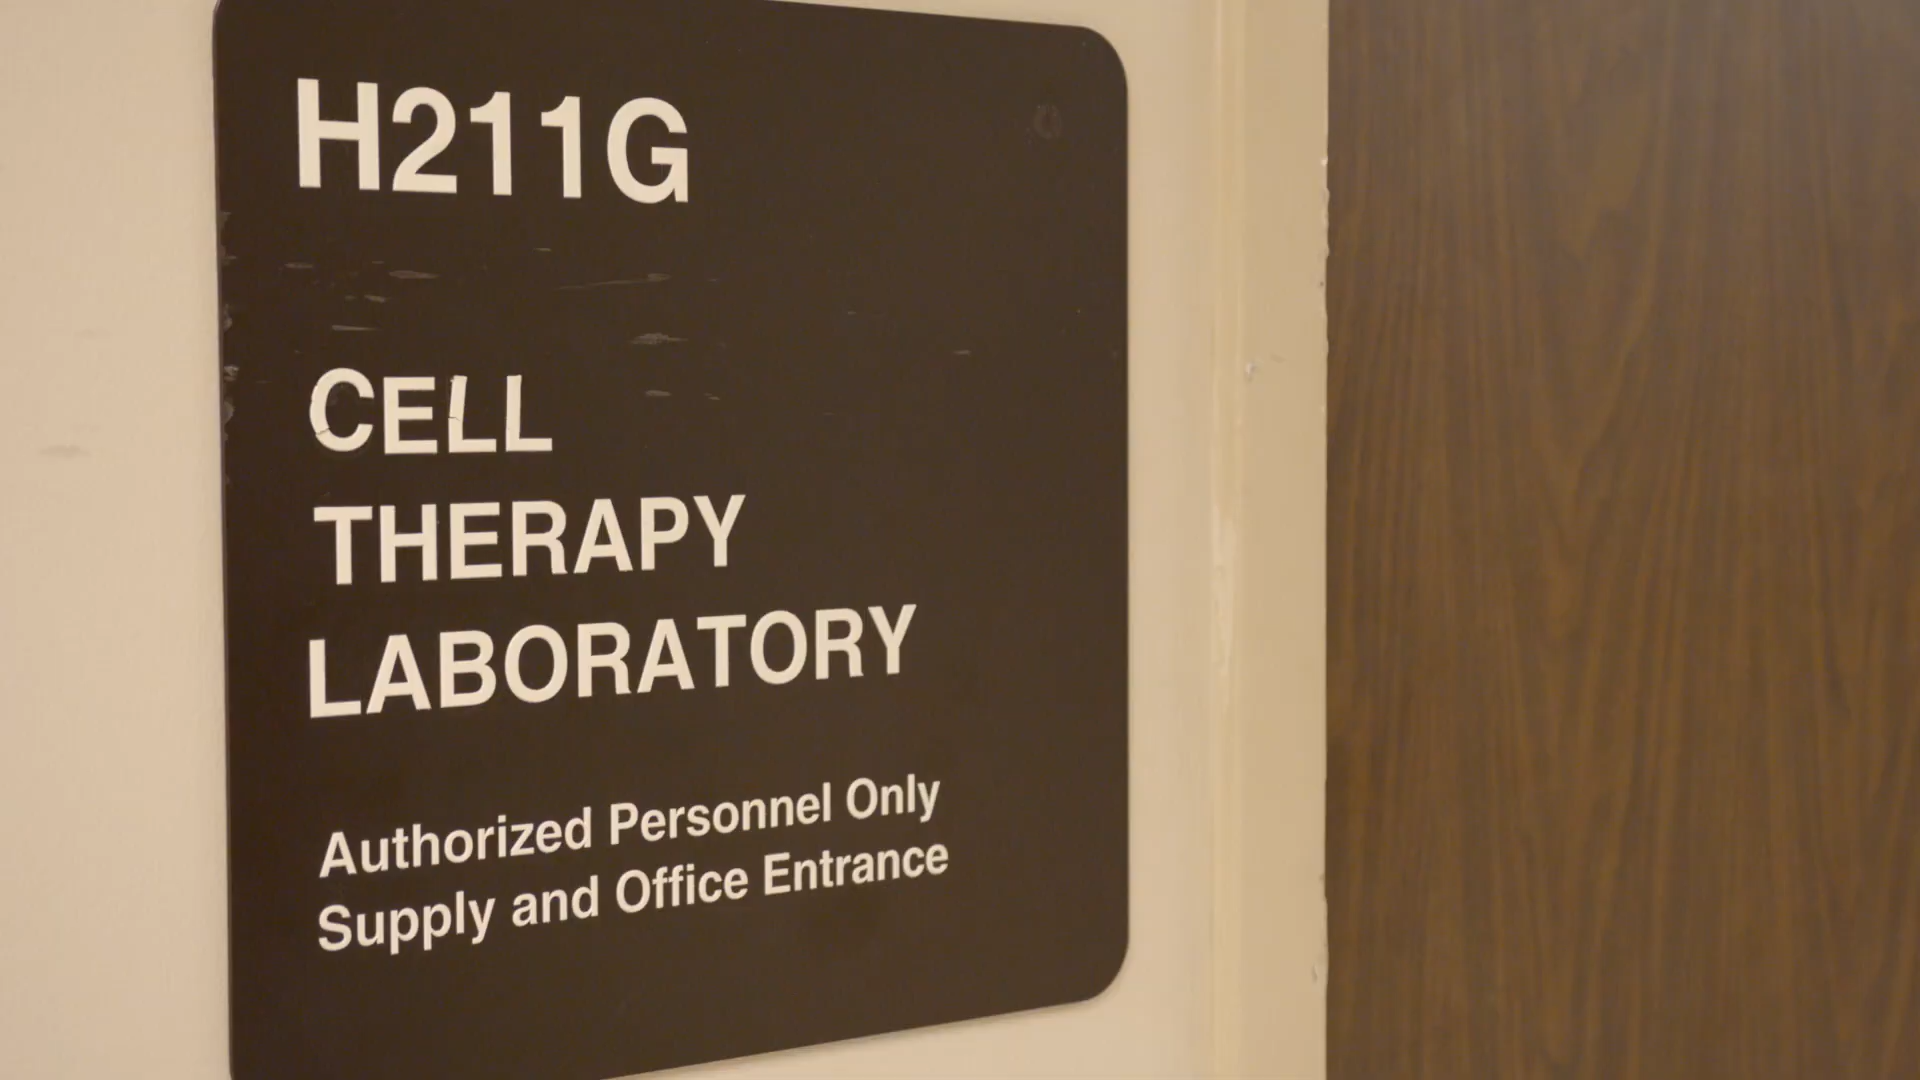 H211G
CELL
THERAPY
LABORATORY
Authorized Personnel Only
Supply and Office Entrance